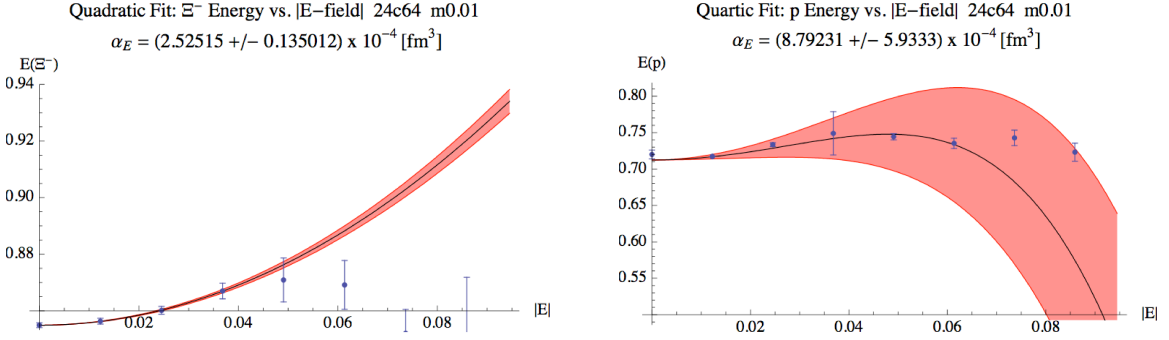 Quadratic Fit: Ξ⁻ Energy vs. |E-field| 24c64 m0.01
α_E = (2.52515 +/- 0.135012) x 10⁻⁴ [fm³]
E(Ξ⁻)
0.94
0.92
0.90
0.88
0.02
0.04
0.06
0.08
|E|
Quartic Fit: p Energy vs. |E-field| 24c64 m0.01
α_E = (8.79231 +/- 5.9333) x 10⁻⁴ [fm³]
E(p)
0.80
0.75
0.70
0.65
0.60
0.55
0.02
0.04
0.06
0.08
|E|